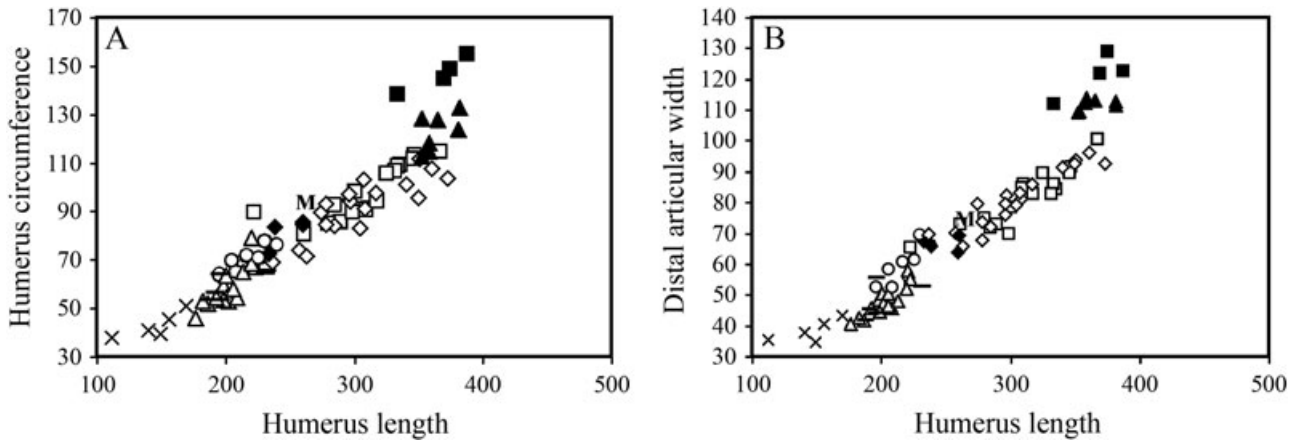 A
170
150
130
110
90
70
50
30
Humerus circumference
M
100 200 300 400 500
Humerus length
B
140
130
120
110
100
90
80
70
60
50
40
30
Distal articular width
M
100 200 300 400 500
Humerus length